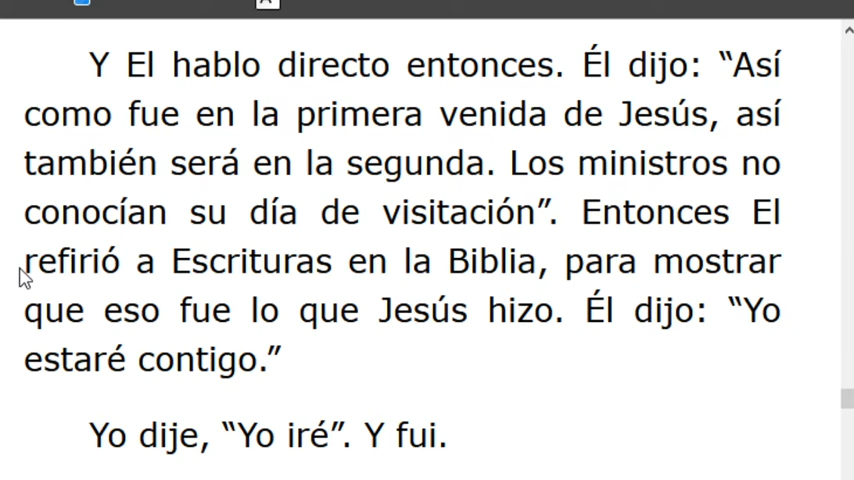 Y El hablo directo entonces. Él dijo: “Así
como fue en la primera venida de Jesús, así
también será en la segunda. Los ministros no
conocían su día de visitación”. Entonces El
refirió a Escrituras en la Biblia, para mostrar
que eso fue lo que Jesús hizo. Él dijo: “Yo
estaré contigo.”
Yo dije, “Yo iré”. Y fui.